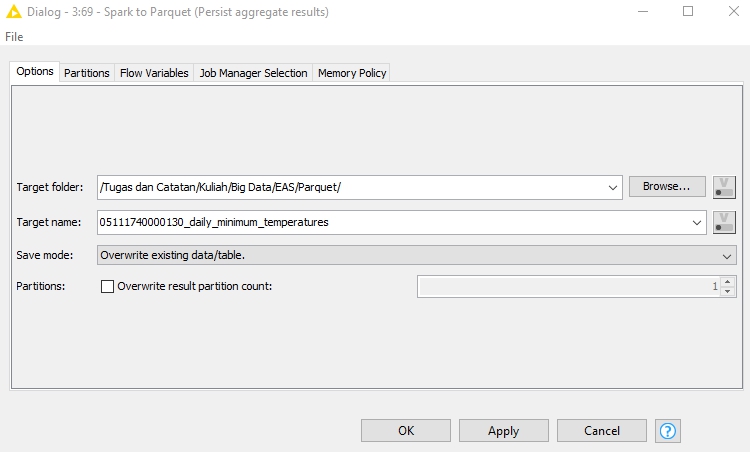 Dialog - 3:69 - Spark to Parquet (Persist aggregate results)
File
Options Partitions Flow Variables Job Manager Selection Memory Policy
Target folder: /Tugas dan Catatan/Kuliah/Big Data/EAS/Parquet/ Browse... V
Target name: 05111740000130_daily_minimum_temperatures V
Save mode: Overwrite existing data/table.
Partitions: Overwrite result partition count: 1
OK Apply Cancel ?